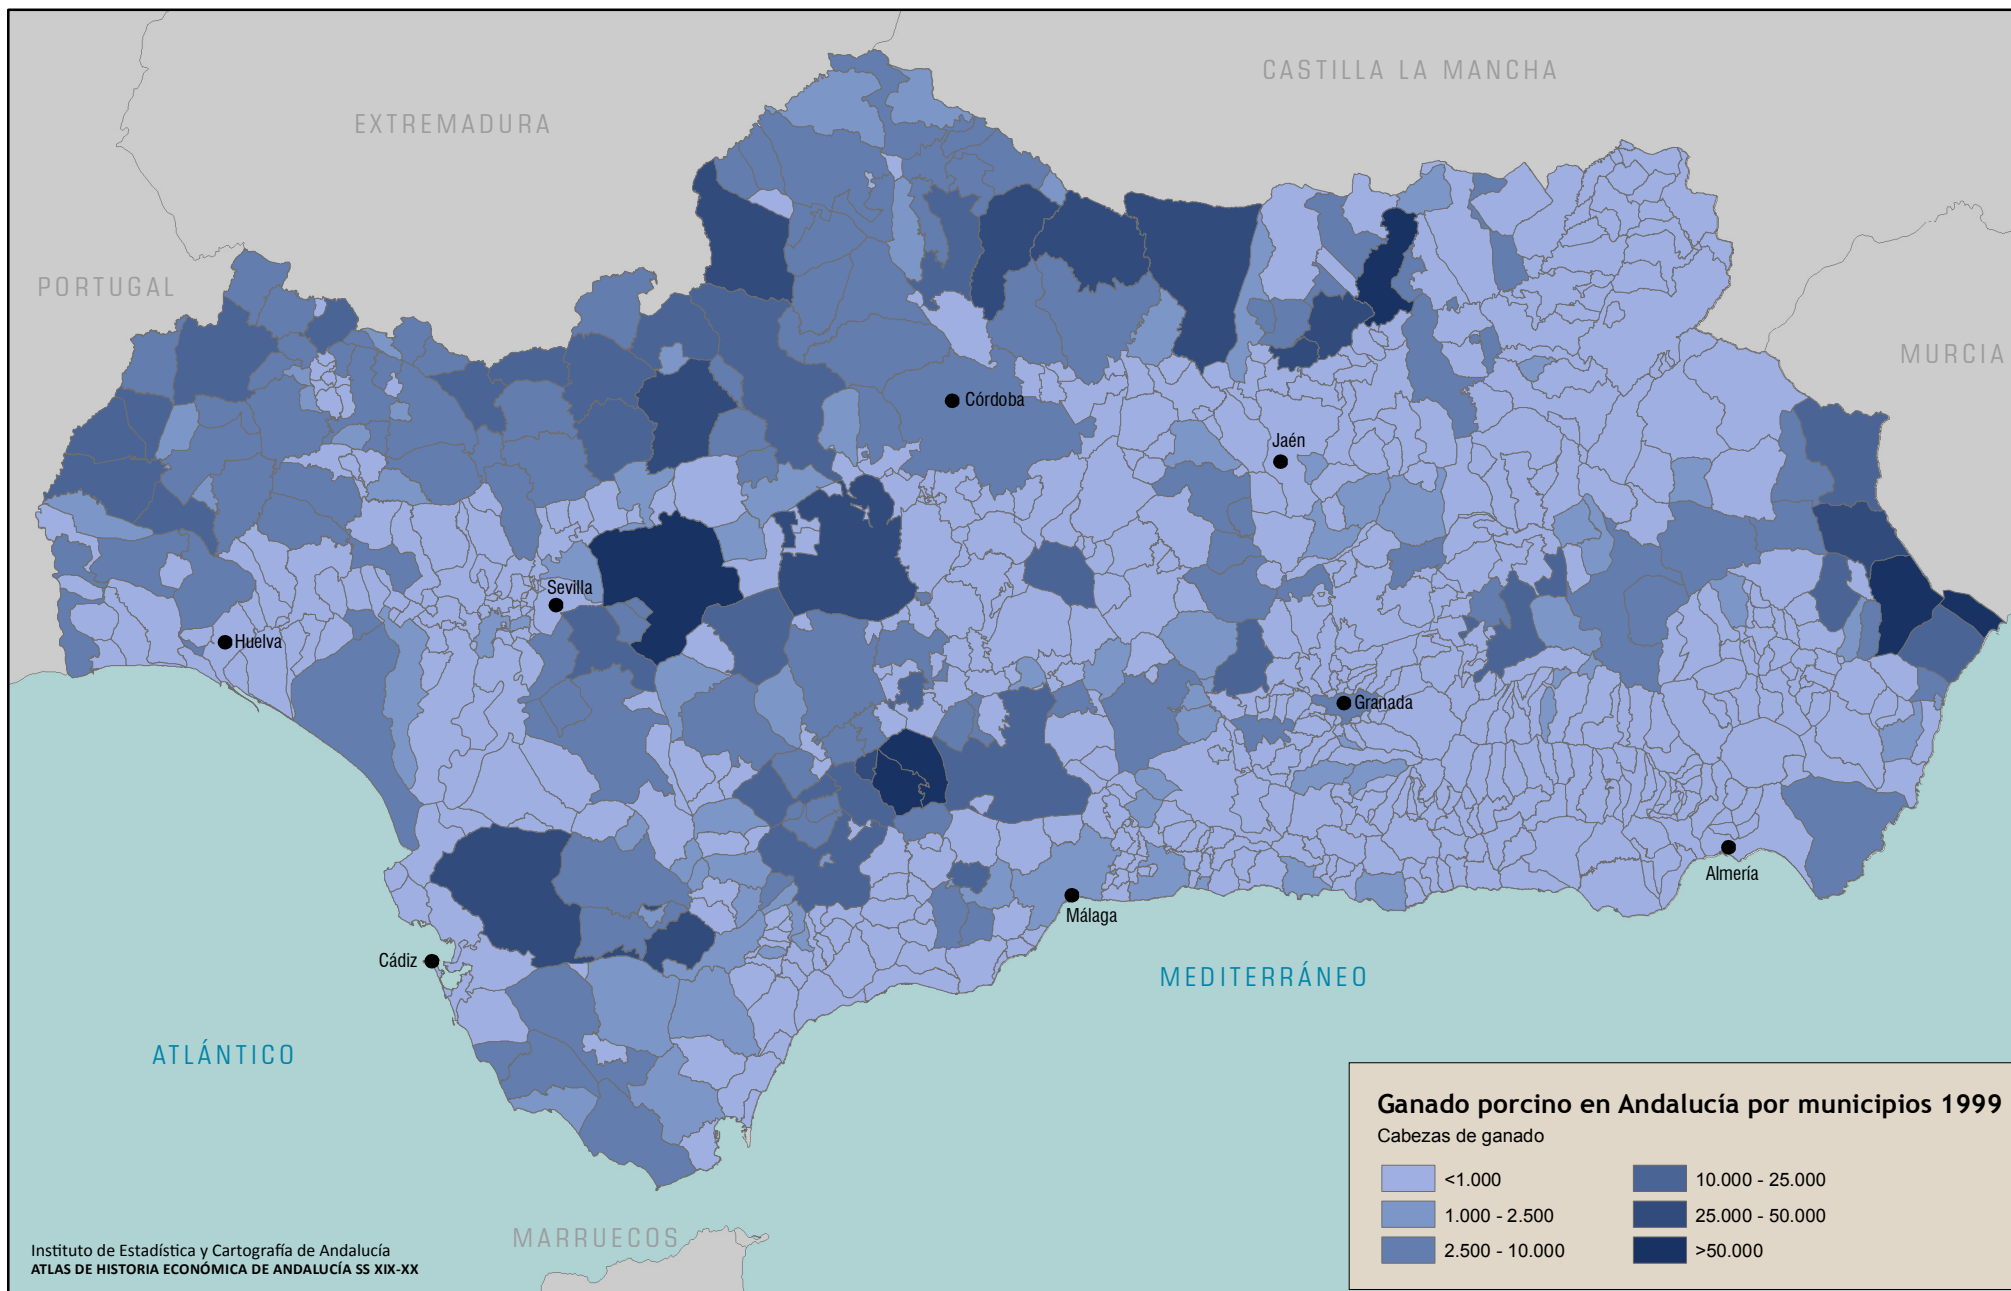 CASTILLA LA MANCHA
EXTREMADURA
PORTUGAL
MURCIA
Córdoba
Jaén
Sevilla
Huelva
Granada
Almería
Málaga
Cádiz
MEDITERRÁNEO
ATLÁNTICO
MARRUECOS
Ganado porcino en Andalucía por municipios 1999
Cabezas de ganado
<1.000
1.000 - 2.500
2.500 - 10.000
10.000 - 25.000
25.000 - 50.000
>50.000
Instituto de Estadística y Cartografía de Andalucía
ATLAS DE HISTORIA ECONÓMICA DE ANDALUCÍA SS XIX-XX